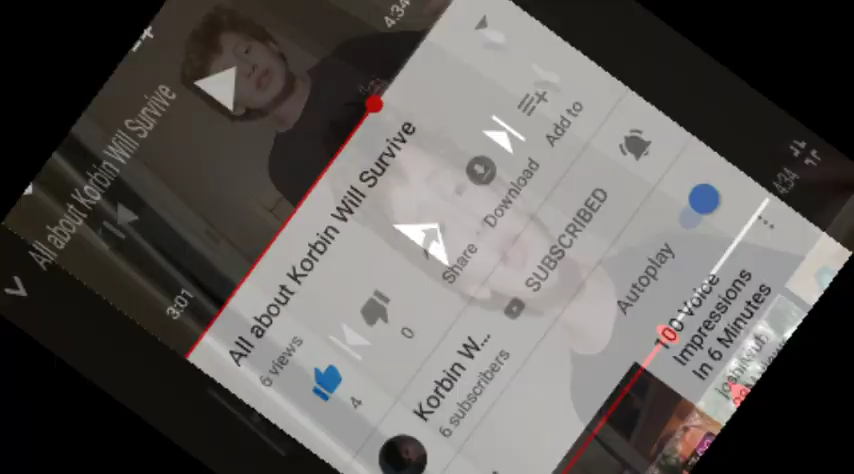 All about Korbin Will Survive
4:34
3:01
All about Korbin Will Survive
6 views
4
0
Share
Download
Add to
Korbin W...
SUBSCRIBED
6 subscribers
Autoplay
4:34
100 Voice
Impressions
In 6 Minutes